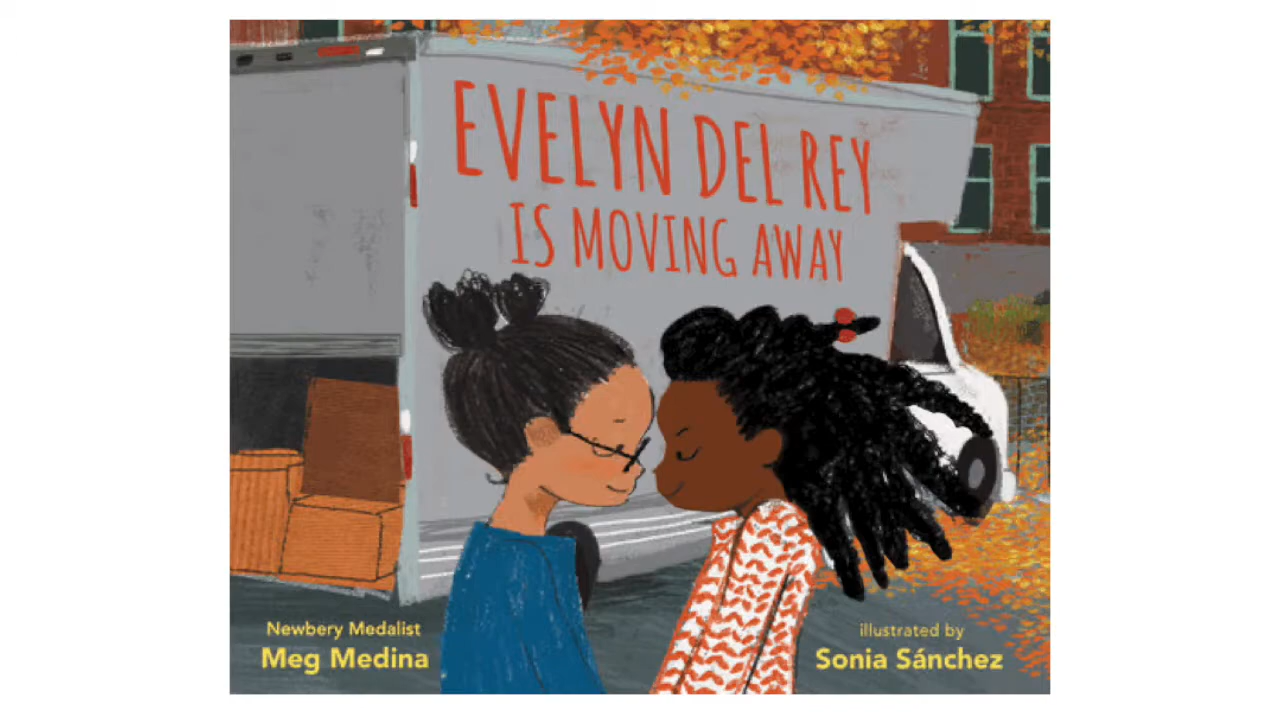 EVELYN DEL REY
IS MOVING AWAY
Newbery Medalist
Meg Medina
illustrated by
Sonia Sánchez